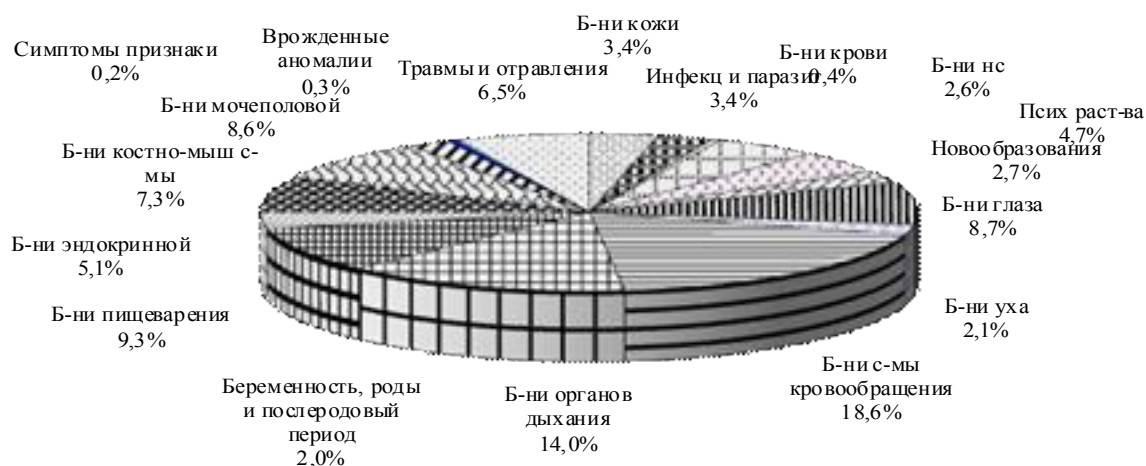 Б-ни кожи
3,4%
Б-ни крови
0,4%
Б-ни нс
2,6%
Псих раст-ва
4,7%
Новообразования
2,7%
Б-ни глаза
8,7%
Б-ни уха
2,1%
Б-ни с-мы
кровообращения
18,6%
Б-ни органов
дыхания
14,0%
Беременность, роды
и послеродовый
период
2,0%
Б-ни пищеварения
9,3%
Б-ни эндокринной
5,1%
Б-ни костно-мыш с-
мы
7,3%
Б-ни мочеполовой
8,6%
Симптомы признаки
0,2%
Врожденные
аномалии
0,3%
Травмы и отравления
6,5%
Инфекц и паразит
3,4%